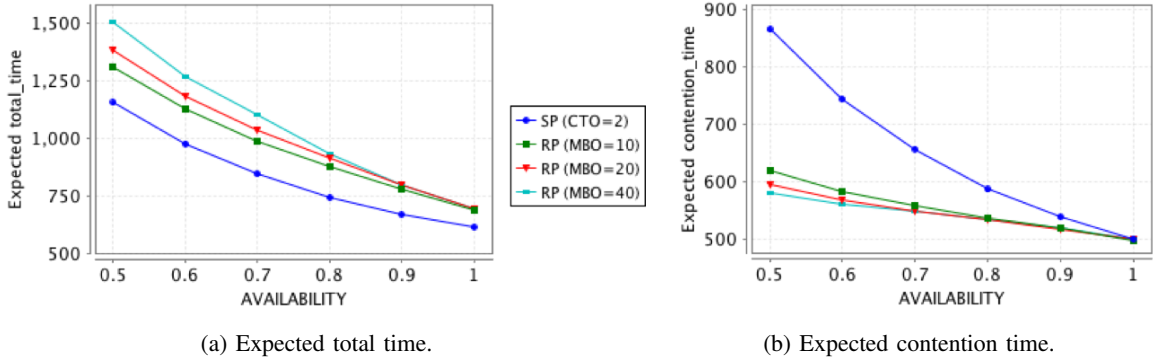 Expected total_time
1,500
1,250
1,000
750
500
0.5 0.6 0.7 0.8 0.9 1
AVAILABILITY
(a) Expected total time.
SP (CTO=2)
RP (MBO=10)
RP (MBO=20)
RP (MBO=40)
Expected contention_time
900
800
700
600
500
0.5 0.6 0.7 0.8 0.9 1
AVAILABILITY
(b) Expected contention time.